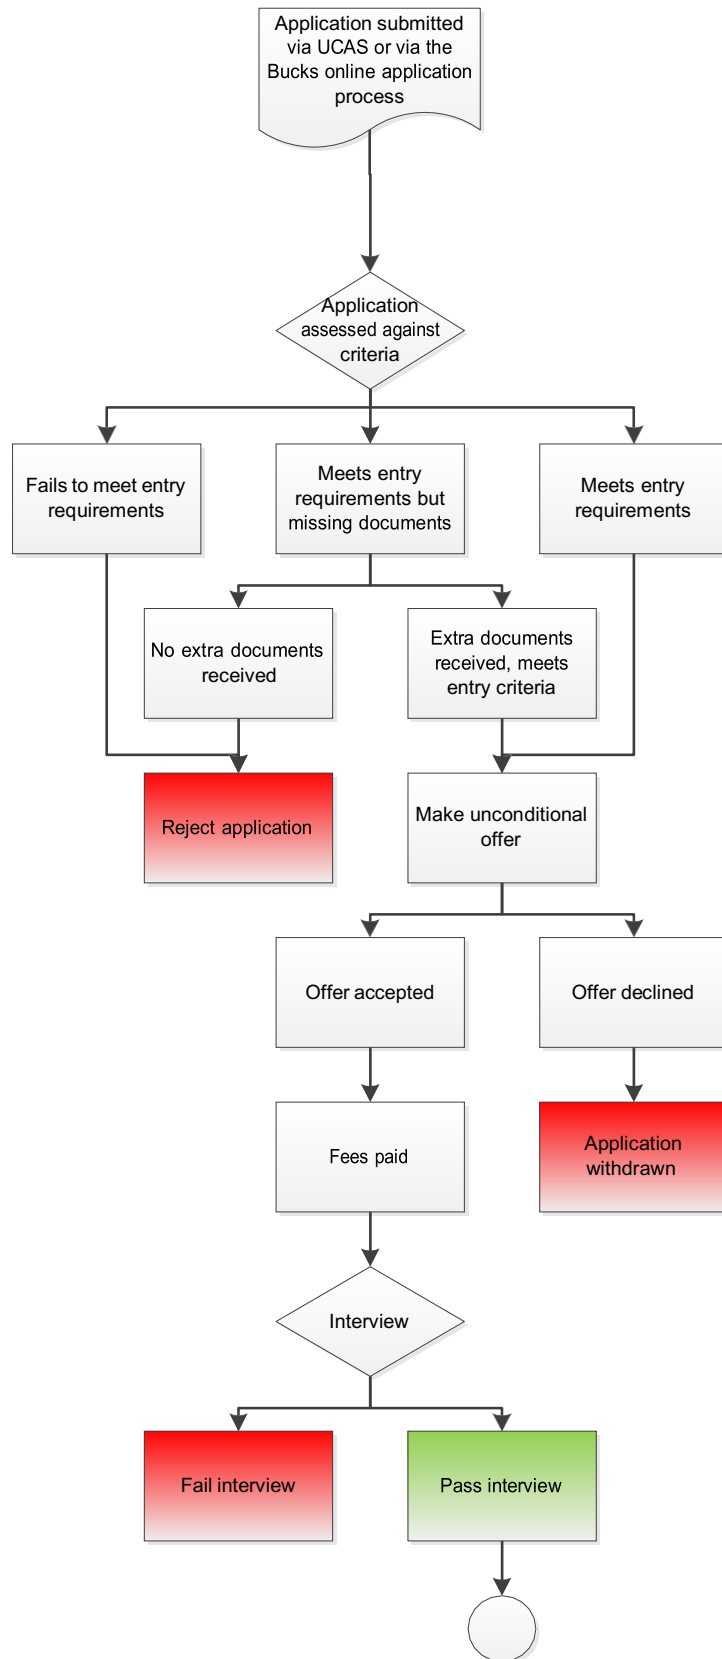 Application submitted
via UCAS or via the
Bucks online application
process
Application
assessed against
criteria
Fails to meet entry
requirements
Meets entry
requirements but
missing documents
Meets entry
requirements
No extra documents
received
Extra documents
received, meets
entry criteria
Reject application
Make unconditional
offer
Offer accepted
Offer declined
Fees paid
Application
withdrawn
Interview
Fail interview
Pass interview